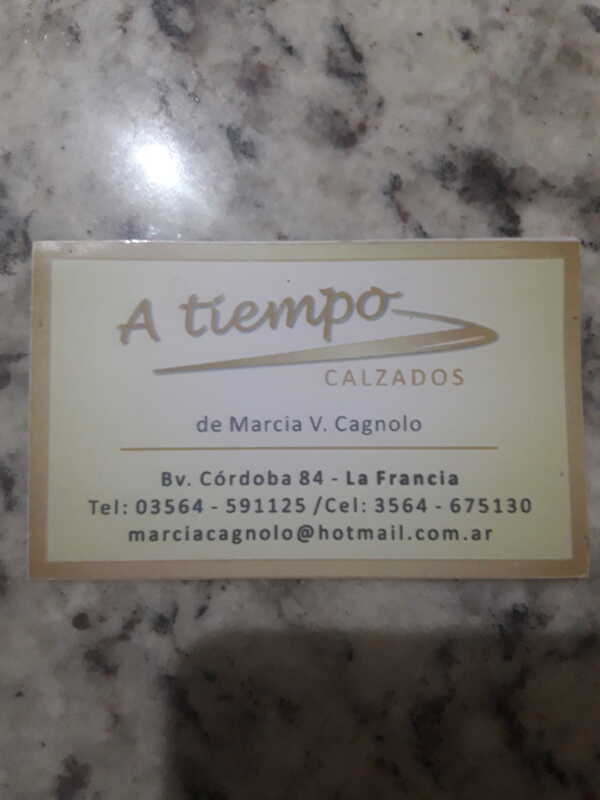 A tiempo
CALZADOS
de Marcia V. Cagnolo
Bv. Córdoba 84 - La Francia
Tel: 03564 - 591125 /Cel: 3564 - 675130
marciacagnolo@hotmail.com.ar